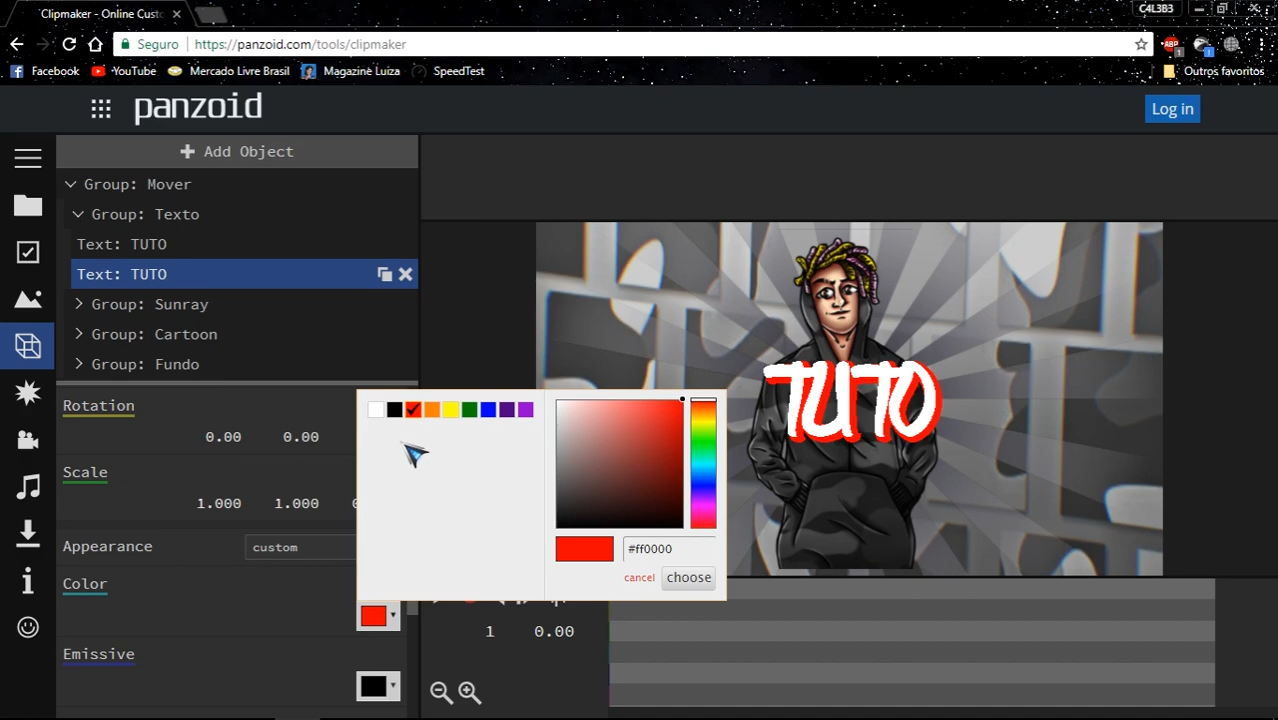 Clipmaker - Online Custo
C4L3B3
Seguro
https://panzoid.com/tools/clipmaker
ABP
1
1
Facebook
YouTube
Mercado Livre Brasil
Magazine Luiza
SpeedTest
Outros favoritos
panzoid
Log in
Add Object
Group: Mover
Group: Texto
Text: TUTO
Text: TUTO
Group: Sunray
Group: Cartoon
Group: Fundo
TUTO
Rotation
0.00 0.00
Scale
1.000 1.000
Appearance
custom
#ff0000
cancel
choose
Color
1 0.00
Emissive